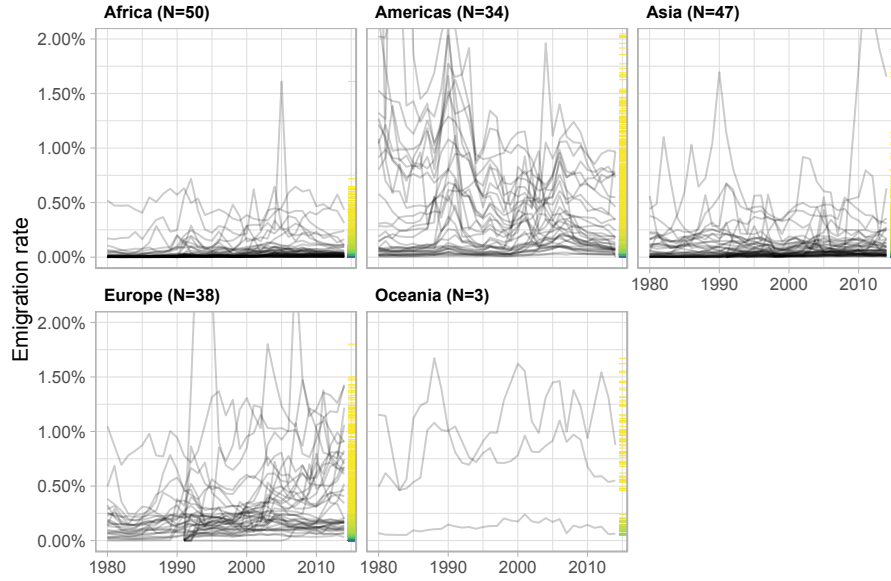 Africa (N=50)
Americas (N=34)
Asia (N=47)
2.00%
1.50%
1.00%
0.50%
0.00%
1980 1990 2000 2010
Emigration rate
Europe (N=38)
Oceania (N=3)
2.00%
1.50%
1.00%
0.50%
0.00%
1980 1990 2000 2010
1980 1990 2000 2010